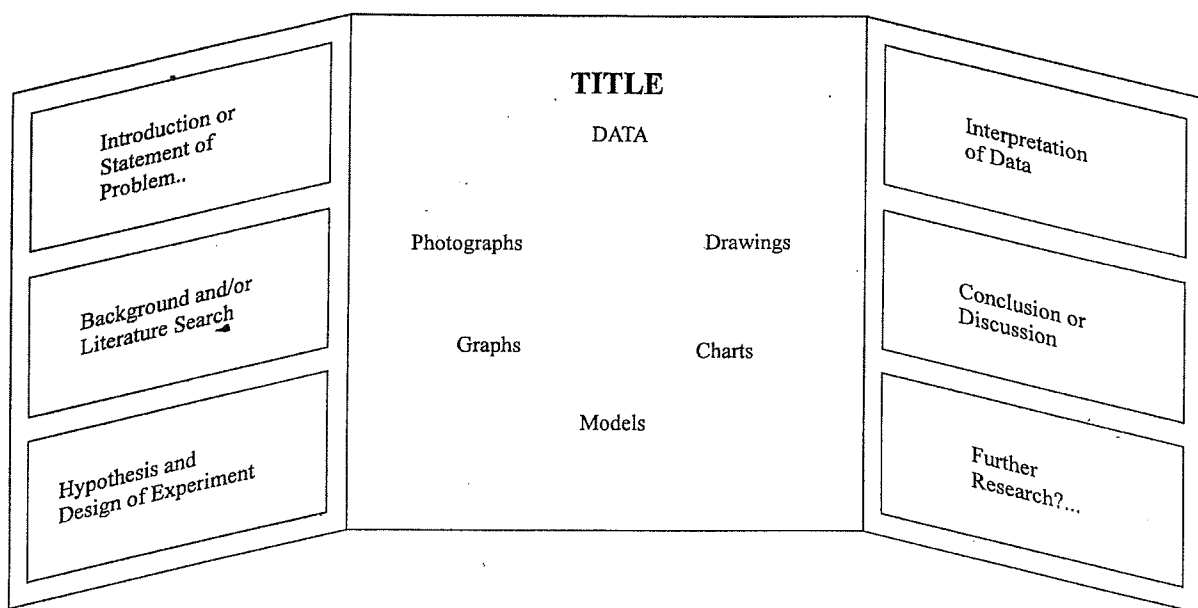 Introduction or
Statement of
Problem..
Background and/or
Literature Search
Hypothesis and
Design of Experiment
TITLE
DATA
Photographs
Drawings
Graphs
Charts
Models
Interpretation
of Data
Conclusion or
Discussion
Further
Research?...